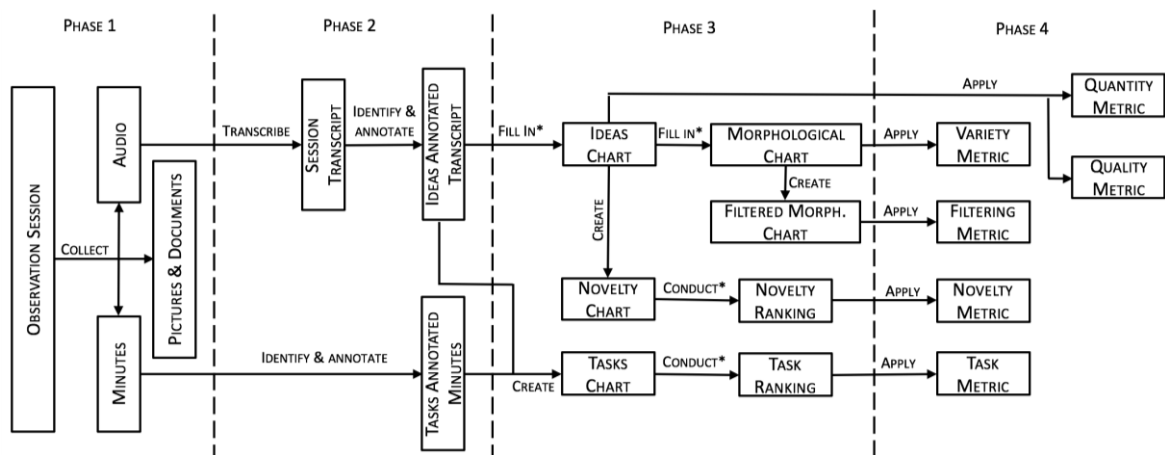 PHASE 1
PHASE 2
PHASE 3
PHASE 4
OBSERVATION SESSION
COLLECT
AUDIO
PICTURES & DOCUMENTS
MINUTES
TRANSCRIBE
SESSION
TRANSCRIPT
IDENTIFY &
ANNOTATE
IDEAS ANNOTATED
TRANSCRIPT
IDENTIFY & ANNOTATE
TASKS ANNOTATED
MINUTES
FILL IN*
IDEAS
CHART
FILL IN*
MORPHOLOGICAL
CHART
CREATE
FILTERED MORPH.
CHART
CREATE
NOVELTY
CHART
CONDUCT*
NOVELTY
RANKING
CREATE
TASKS
CHART
CONDUCT*
TASK
RANKING
APPLY
QUANTITY
METRIC
APPLY
VARIETY
METRIC
QUALITY
METRIC
APPLY
FILTERING
METRIC
APPLY
NOVELTY
METRIC
APPLY
TASK
METRIC